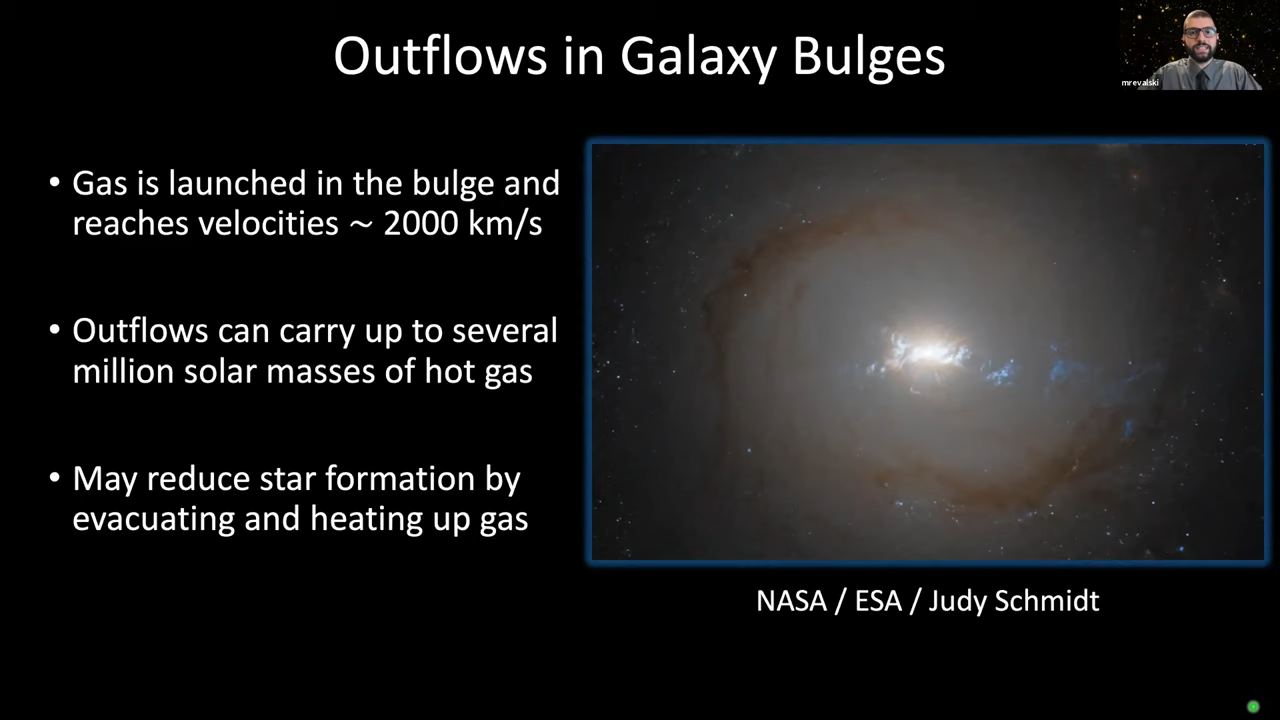 Outflows in Galaxy Bulges
mrevalski
• Gas is launched in the bulge and
reaches velocities ~ 2000 km/s
• Outflows can carry up to several
million solar masses of hot gas
• May reduce star formation by
evacuating and heating up gas
NASA / ESA / Judy Schmidt